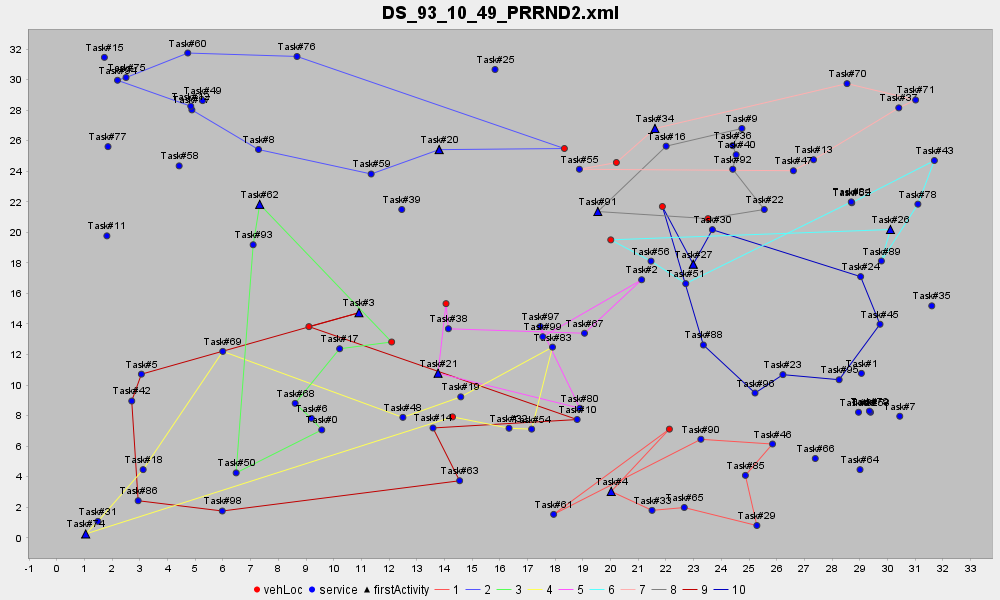 DS_93_10_49_PRRND2.xml
32
30
28
26
24
22
20
18
16
14
12
10
8
6
4
2
0
Task#15
Task#60
Task#76
Task#75
Task#25
Task#49
Task#70
Task#71
Task#37
Task#34
Task#9
Task#16
Task#36
Task#40
Task#77
Task#8
Task#20
Task#58
Task#59
Task#55
Task#92
Task#47
Task#13
Task#43
Task#62
Task#39
Task#91
Task#22
Task#78
Task#11
Task#93
Task#30
Task#26
Task#56
Task#27
Task#89
Task#2
Task#51
Task#24
Task#3
Task#35
Task#38
Task#97
Task#99
Task#67
Task#45
Task#17
Task#69
Task#83
Task#88
Task#5
Task#21
Task#23
Task#95
Task#1
Task#42
Task#68
Task#19
Task#80
Task#96
Task#6
Task#48
Task#10
Task#7
Task#0
Task#14
Task#54
Task#90
Task#46
Task#66
Task#18
Task#50
Task#63
Task#85
Task#64
Task#86
Task#98
Task#4
Task#61
Task#33
Task#65
Task#29
Task#31
Task#74
-1 0 1 2 3 4 5 6 7 8 9 10 11 12 13 14 15 16 17 18 19 20 21 22 23 24 25 26 27 28 29 30 31 32 33
vehLoc service firstActivity 1 2 3 4 5 6 7 8 9 10